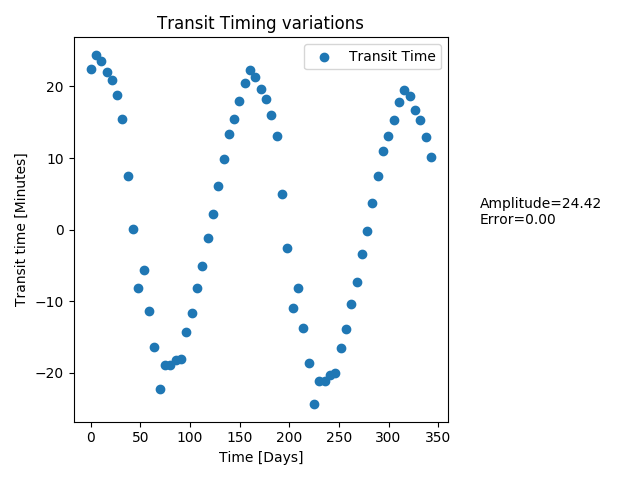 Transit Timing variations
Transit Time
Transit time [Minutes]
20
10
0
−10
−20
Amplitude=24.42
Error=0.00
0 50 100 150 200 250 300 350
Time [Days]